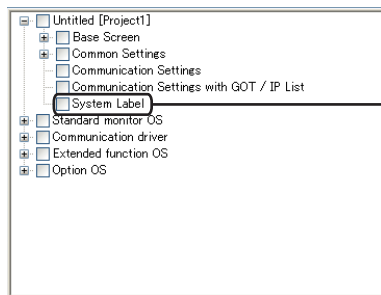 Untitled [Project1]
Base Screen
Common Settings
Communication Settings
Communication Settings with GOT / IP List
System Label
Standard monitor OS
Communication driver
Extended function OS
Option OS